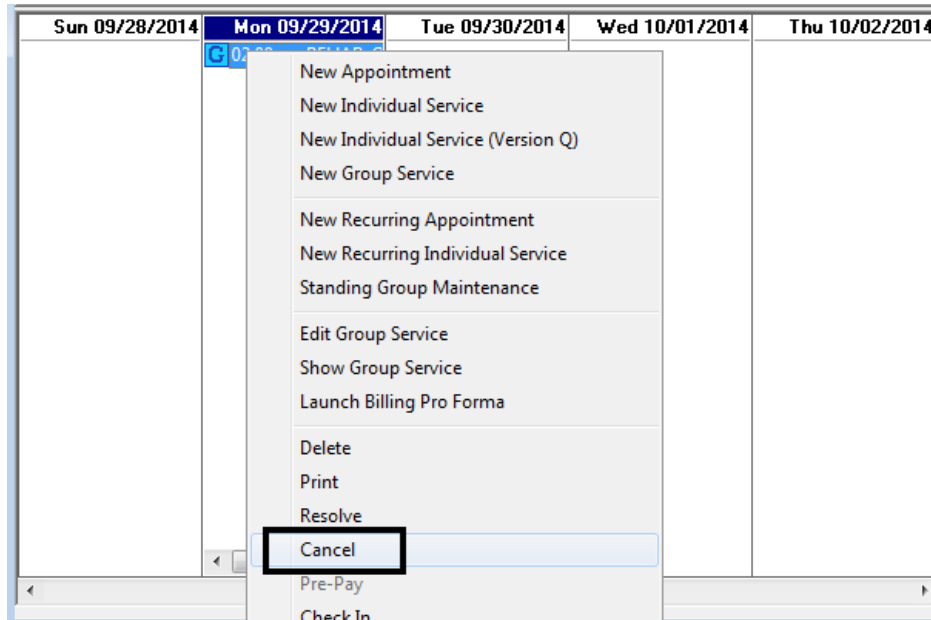 Sun 09/28/2014 Mon 09/29/2014 Tue 09/30/2014 Wed 10/01/2014 Thu 10/02/2014
G
New Appointment
New Individual Service
New Individual Service (Version Q)
New Group Service
New Recurring Appointment
New Recurring Individual Service
Standing Group Maintenance
Edit Group Service
Show Group Service
Launch Billing Pro Forma
Delete
Print
Resolve
Cancel
Pre-Pay
Check In